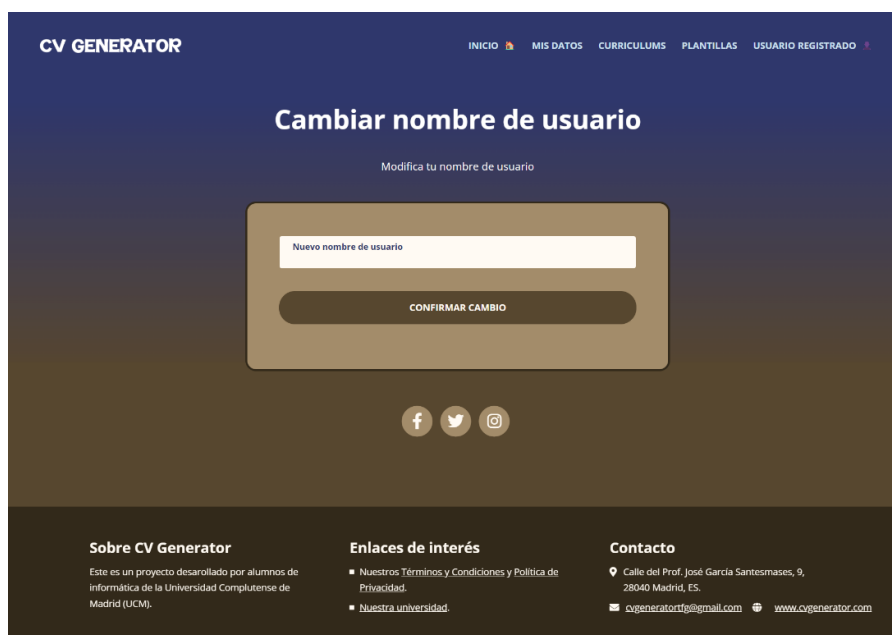 CV GENERATOR
INICIO MIS DATOS CURRICULUMS PLANTILLAS USUARIO REGISTRADO
Cambiar nombre de usuario
Modifica tu nombre de usuario
Nuevo nombre de usuario
CONFIRMAR CAMBIO
Sobre CV Generator
Este es un proyecto desarollado por alumnos de
informática de la Universidad Complutense de
Madrid (UCM).
Enlaces de interés
Nuestros Términos y Condiciones y Política de
Privacidad.
Nuestra universidad.
Contacto
Calle del Prof. José García Santesmases, 9,
28040 Madrid, ES.
cvgeneratortfg@gmail.com www.cvgenerator.com